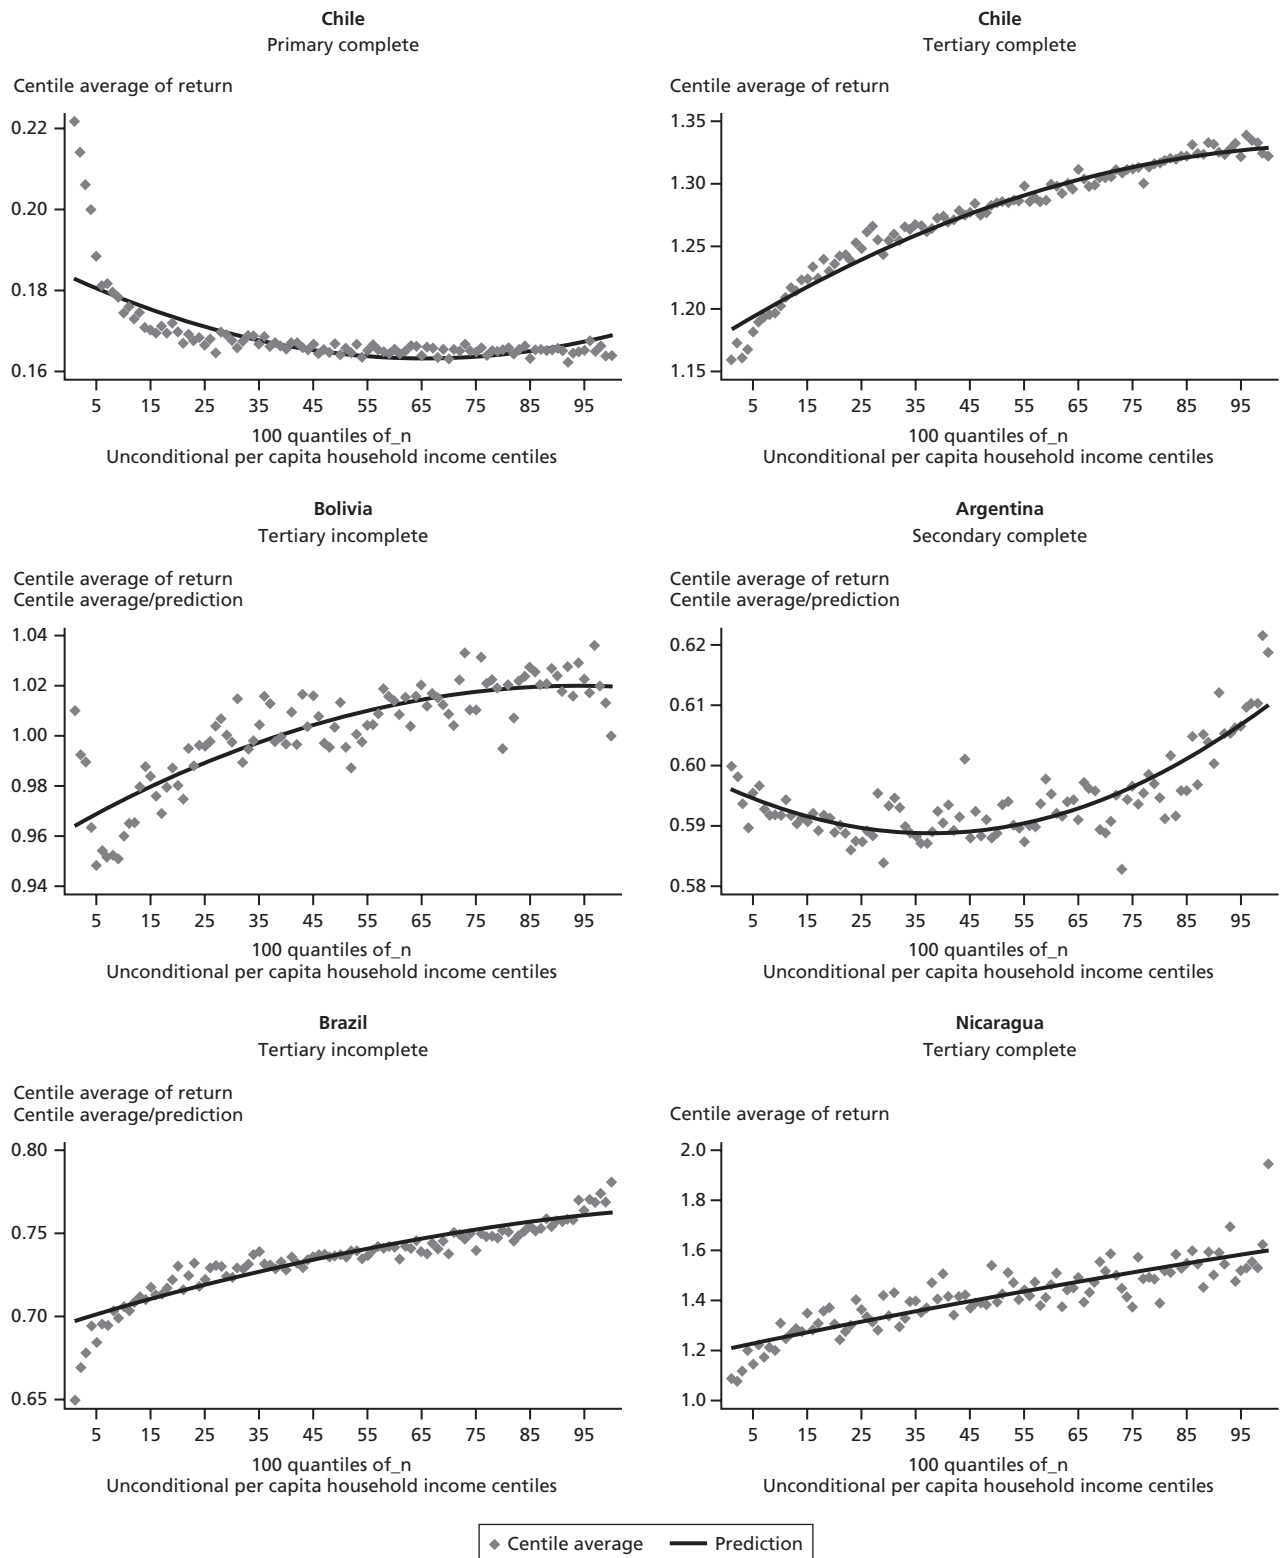 Chile
Primary complete
Centile average of return
0.22
0.20
0.18
0.16
5 15 25 35 45 55 65 75 85 95
100 quantiles of_n
Unconditional per capita household income centiles
Chile
Tertiary complete
Centile average of return
1.35
1.30
1.25
1.20
1.15
5 15 25 35 45 55 65 75 85 95
100 quantiles of_n
Unconditional per capita household income centiles
Bolivia
Tertiary incomplete
Centile average of return
Centile average/prediction
1.04
1.02
1.00
0.98
0.96
0.94
5 15 25 35 45 55 65 75 85 95
100 quantiles of_n
Unconditional per capita household income centiles
Argentina
Secondary complete
Centile average of return
Centile average/prediction
0.62
0.61
0.60
0.59
0.58
5 15 25 35 45 55 65 75 85 95
100 quantiles of_n
Unconditional per capita household income centiles
Brazil
Tertiary incomplete
Centile average of return
Centile average/prediction
0.80
0.75
0.70
0.65
5 15 25 35 45 55 65 75 85 95
100 quantiles of_n
Unconditional per capita household income centiles
Nicaragua
Tertiary complete
Centile average of return
2.0
1.8
1.6
1.4
1.2
1.0
5 15 25 35 45 55 65 75 85 95
100 quantiles of_n
Unconditional per capita household income centiles
Centile average Prediction